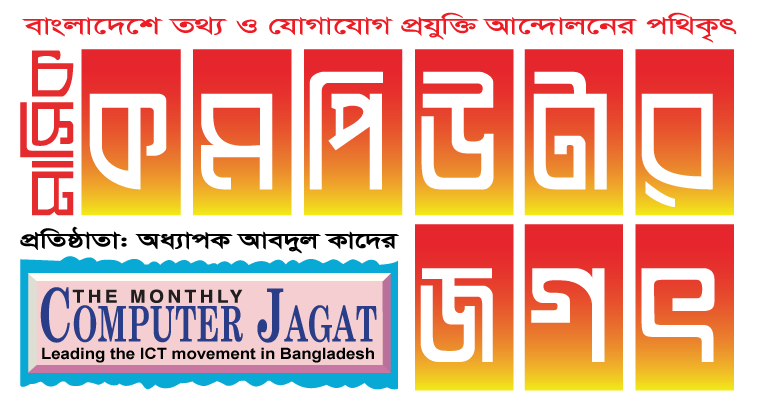 বাংলাদেশে তথ্য ও যোগাযোগ প্রযুক্তি আন্দোলনের পথিকৃৎ
মাসিক
কমপিউটার
জগৎ
প্রতিষ্ঠাতা: অধ্যাপক আবদুল কাদের
THE MONTHLY
COMPUTER JAGAT
Leading the ICT movement in Bangladesh